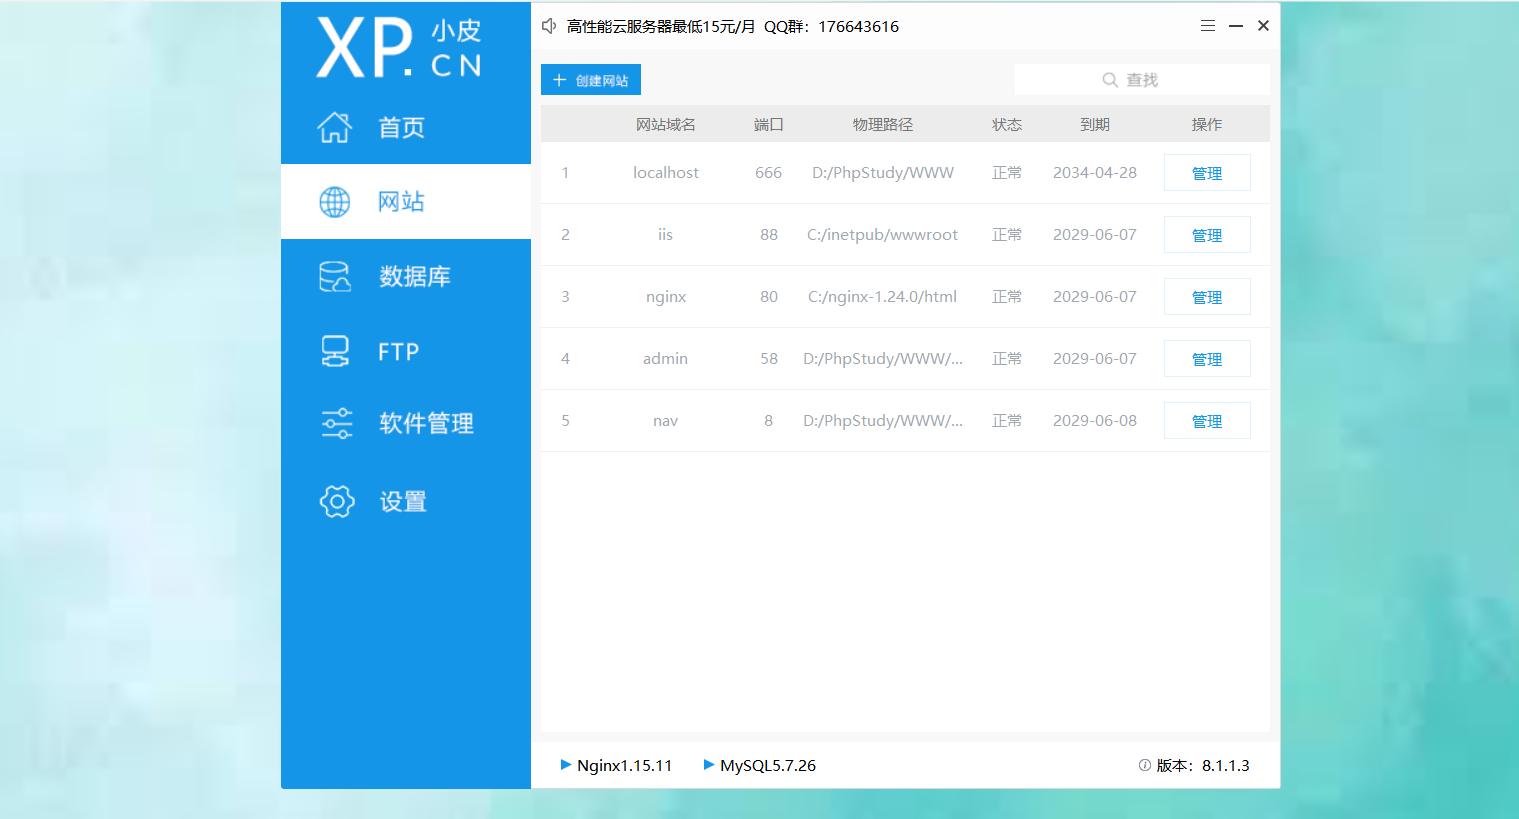 XP.小皮CN
高性能云服务器最低15元/月 QQ群：176643616
首页
网站
数据库
FTP
软件管理
设置
创建网站
查找
网站域名 端口 物理路径 状态 到期 操作
1 localhost 666 D:/PhpStudy/WWW 正常 2034-04-28 管理
2 iis 88 C:/inetpub/wwwroot 正常 2029-06-07 管理
3 nginx 80 C:/nginx-1.24.0/html 正常 2029-06-07 管理
4 admin 58 D:/PhpStudy/WWW/... 正常 2029-06-07 管理
5 nav 8 D:/PhpStudy/WWW/... 正常 2029-06-08 管理
Nginx1.15.11 MySQL5.7.26 版本：8.1.1.3